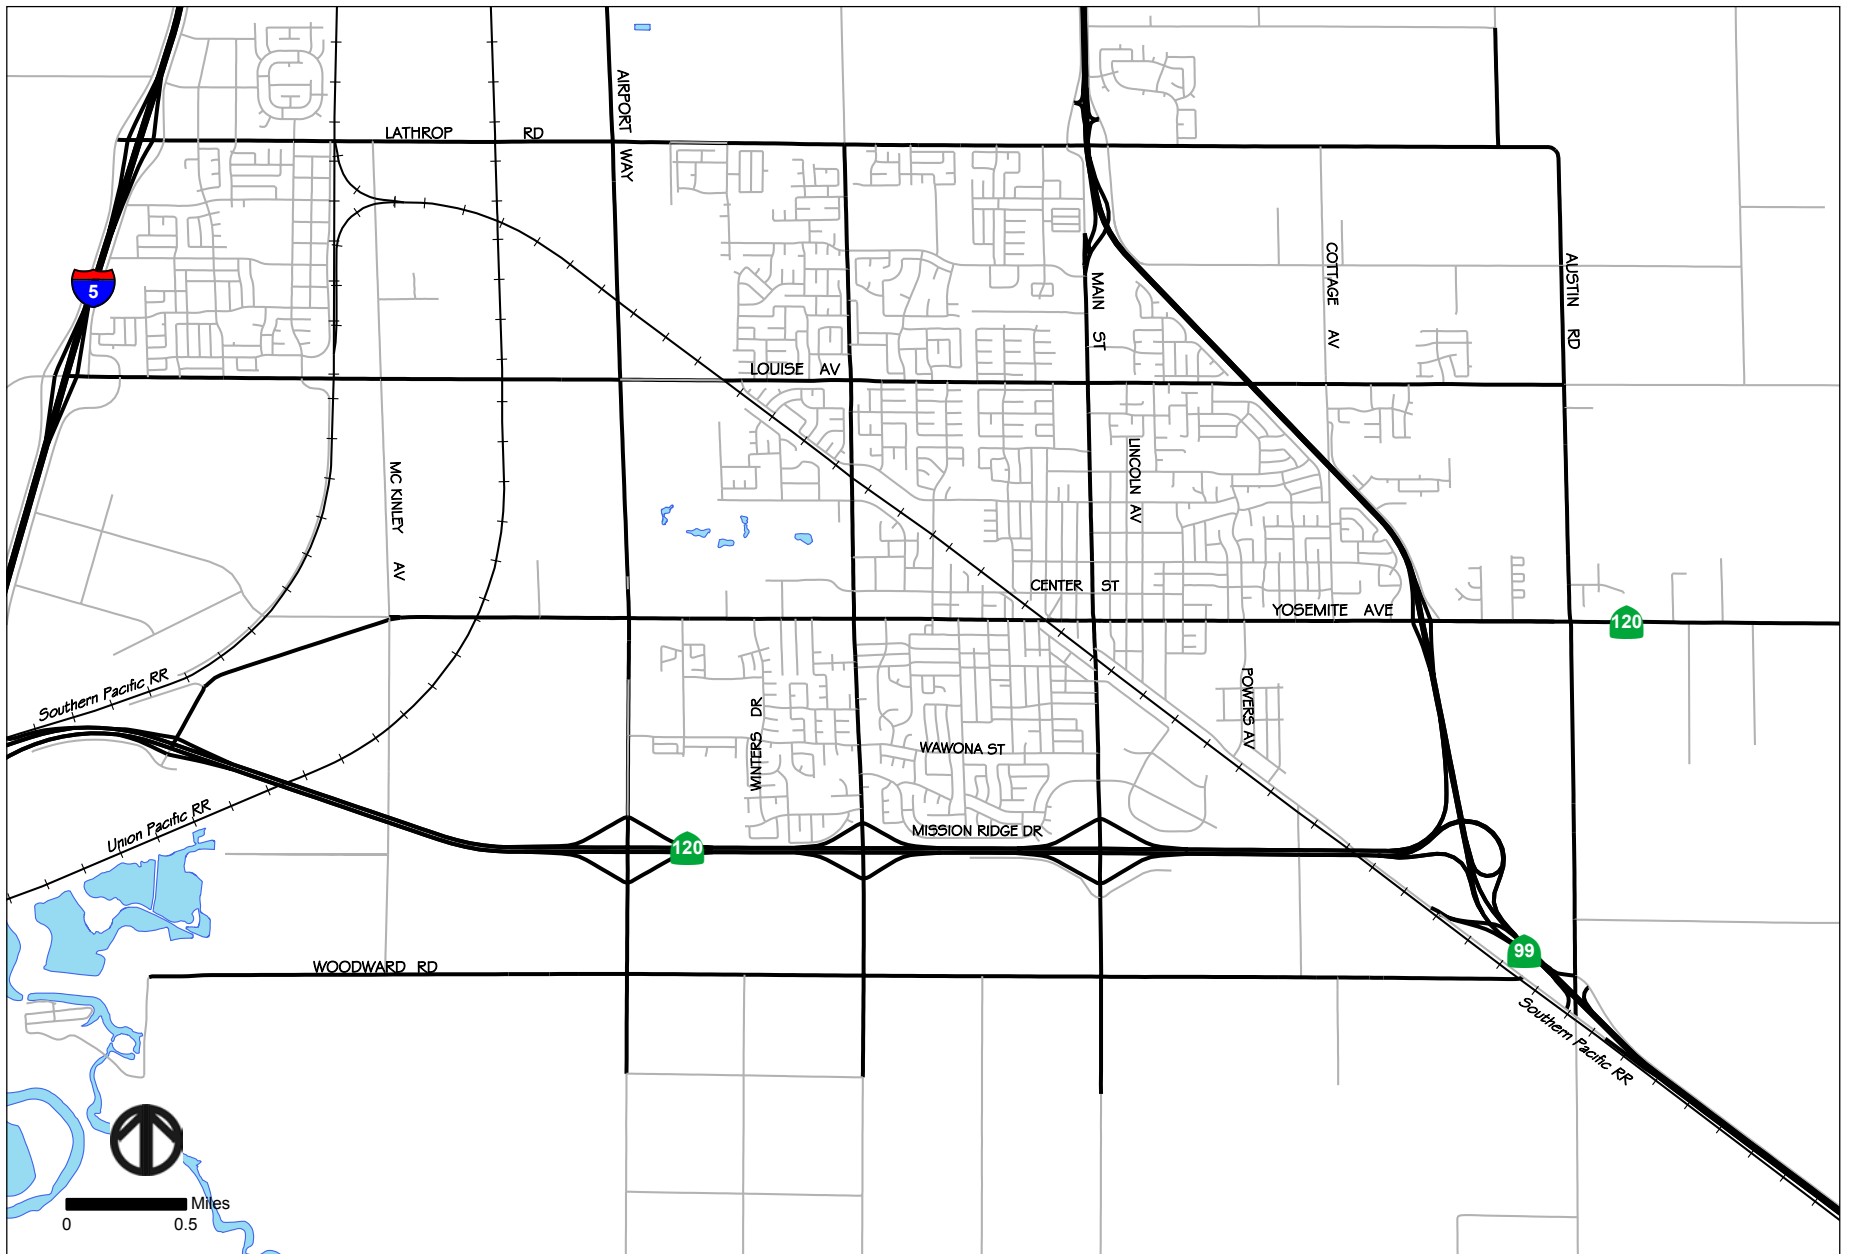 AIRPORT WAY
LATHROP RD
5
MAIN ST
COTTAGE AV
AUSTIN RD
LOUISE AV
MC KINLEY AV
LINCOLN AV
CENTER ST
YOSEMITE AVE
120
Southern Pacific RR
POWERS AV
WINTERS DR
WAWONA ST
Union Pacific RR
MISSION RIDGE DR
120
99
WOODWARD RD
Southern Pacific RR
Miles
0 0.5